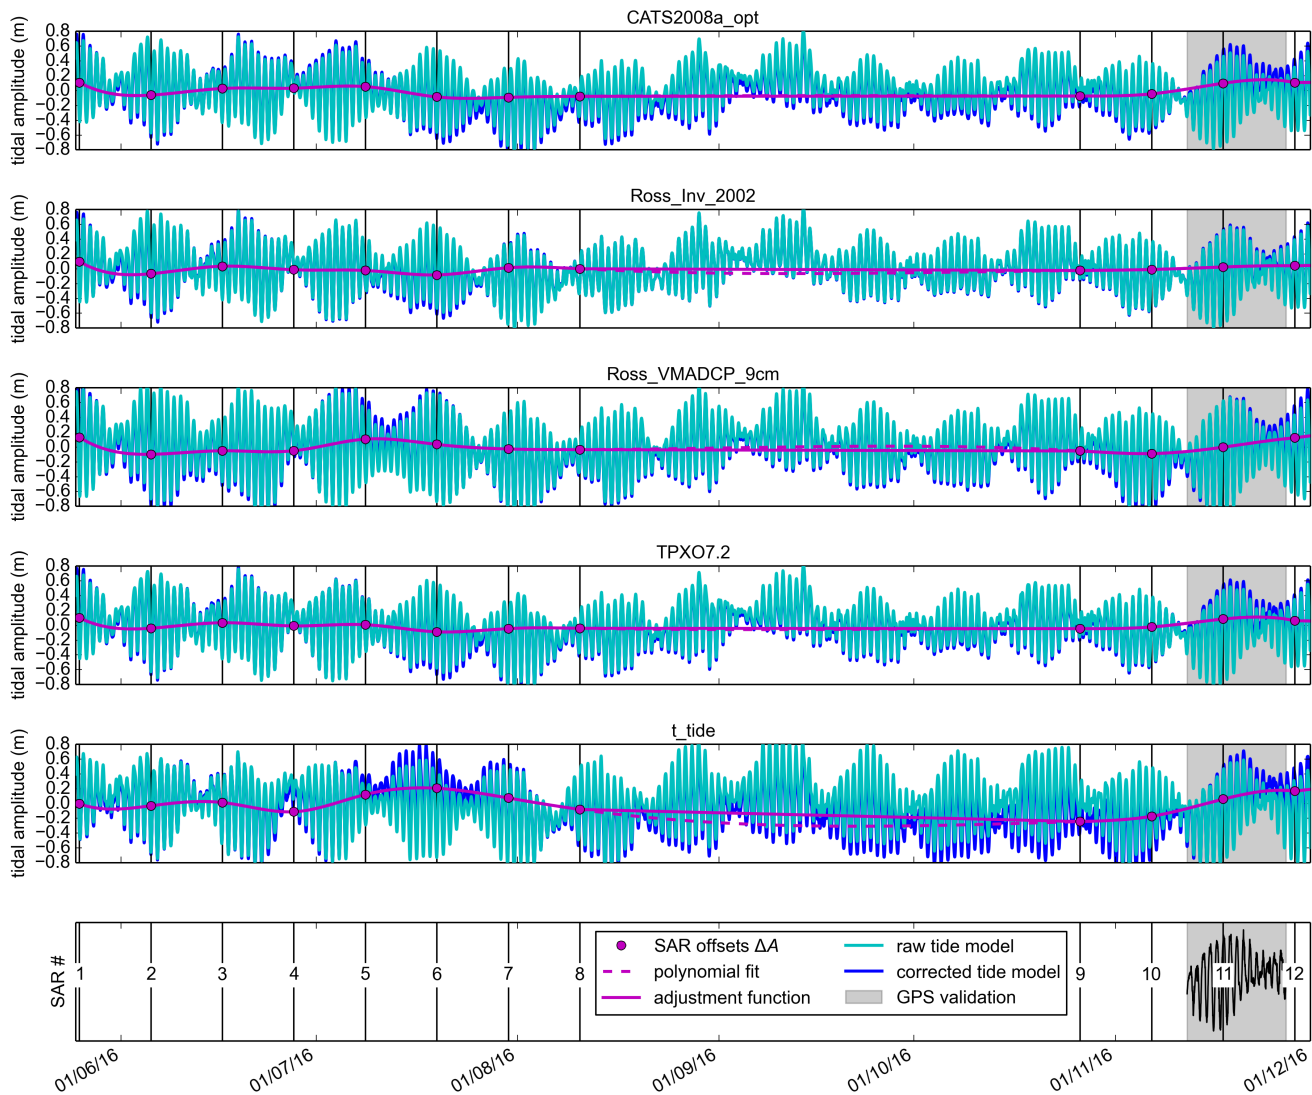 CATS2008a_opt
tidal amplitude (m)
0.8
0.6
0.4
0.2
0.0
−0.2
−0.4
−0.6
−0.8
Ross_Inv_2002
tidal amplitude (m)
0.8
0.6
0.4
0.2
0.0
−0.2
−0.4
−0.6
−0.8
Ross_VMADCP_9cm
tidal amplitude (m)
0.8
0.6
0.4
0.2
0.0
−0.2
−0.4
−0.6
−0.8
TPXO7.2
tidal amplitude (m)
0.8
0.6
0.4
0.2
0.0
−0.2
−0.4
−0.6
−0.8
t_tide
tidal amplitude (m)
0.8
0.6
0.4
0.2
0.0
−0.2
−0.4
−0.6
−0.8
SAR #
1 2 3 4 5 6 7 8 9 10 11 12
SAR offsets ΔA
polynomial fit
adjustment function
raw tide model
corrected tide model
GPS validation
01/06/16 01/07/16 01/08/16 01/09/16 01/10/16 01/11/16 01/12/16